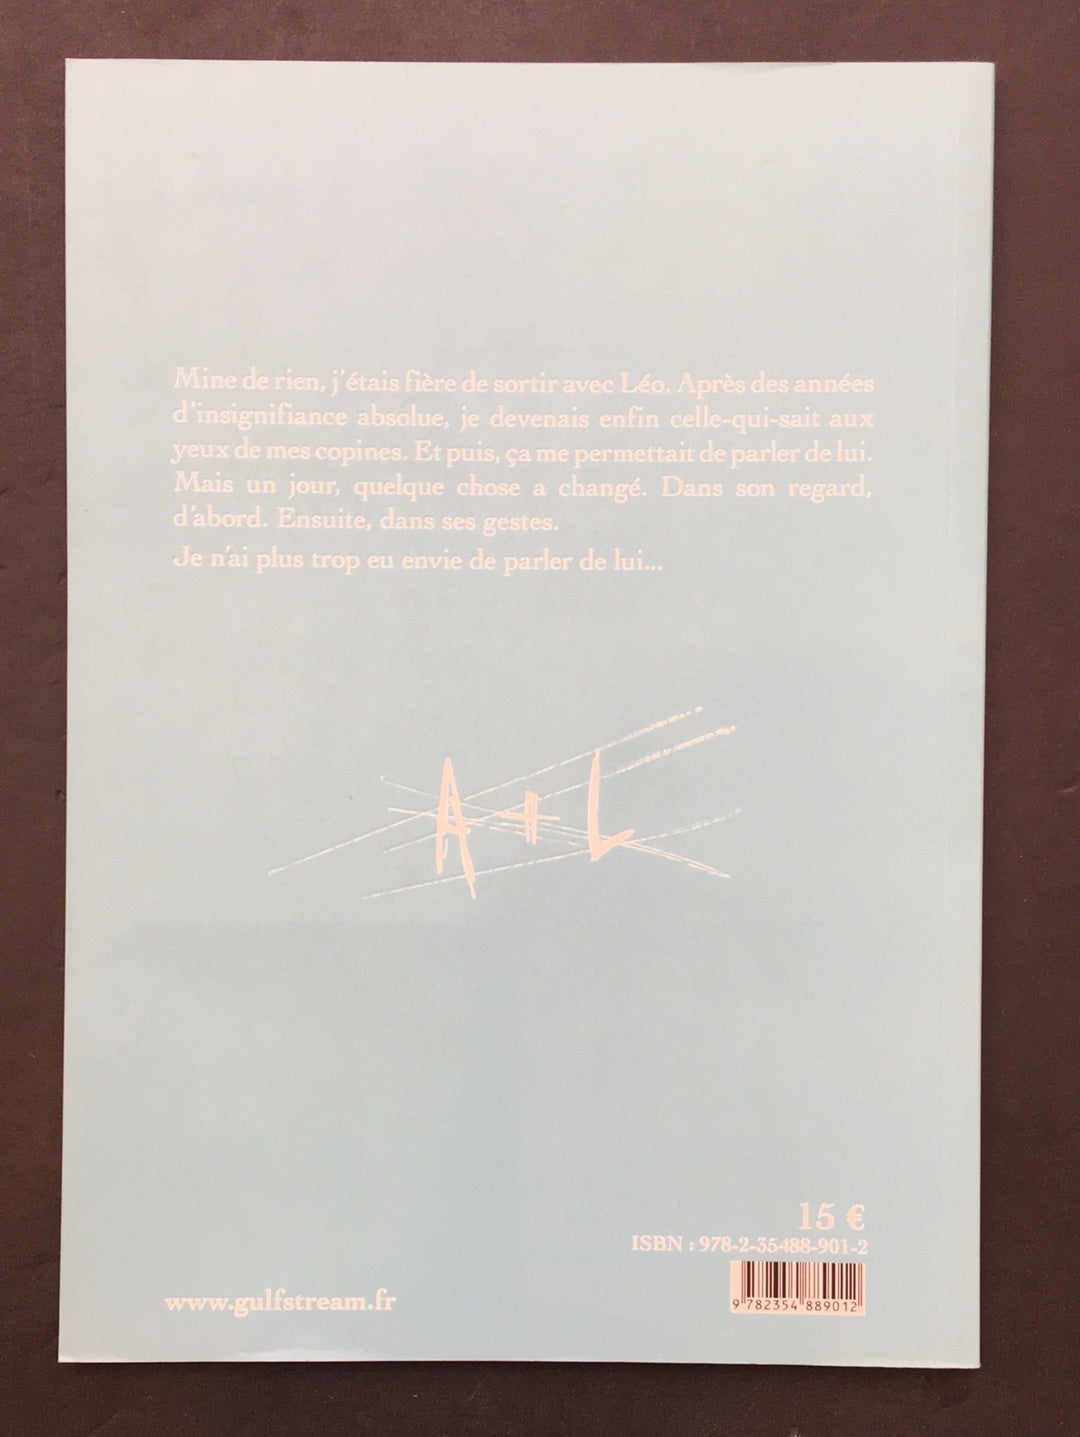 Mine de rien, j'étais fière de sortir avec Léo. Après des années
d'insignifiance absolue, je devenais enfin celle-qui-sait aux
yeux de mes copines. Et puis, ça me permettait de parler de lui.
Mais un jour, quelque chose a changé. Dans son regard,
d'abord. Ensuite, dans ses gestes.
Je n'ai plus trop eu envie de parler de lui...
A + L
15 €
ISBN : 978-2-35488-901-2
www.gulfstream.fr
9 782354 889012